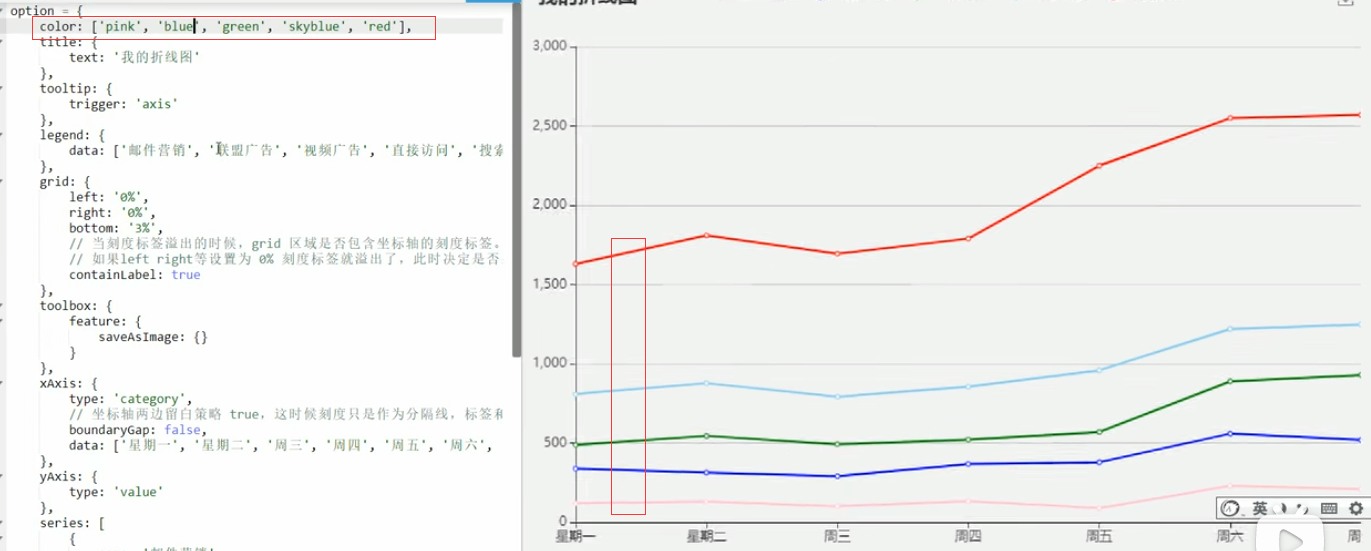 option = {
color: ['pink', 'blue', 'green', 'skyblue', 'red'],
title: {
text: '我的折线图'
},
tooltip: {
trigger: 'axis'
},
legend: {
data: ['邮件营销', '联盟广告', '视频广告', '直接访问', '搜索
},
grid: {
left: '0%',
right: '0%',
bottom: '3%',
// 当刻度标签溢出的时候，grid 区域是否包含坐标轴的刻度标签。
// 如果left right等设置为 0% 刻度标签就溢出了，此时决定是否
containLabel: true
},
toolbox: {
feature: {
saveAsImage: {}
}
},
xAxis: {
type: 'category',
// 坐标轴两边留白策略 true，这时候刻度只是作为分隔线，标签和
boundaryGap: false,
data: ['星期一', '星期二', '周三', '周四', '周五', '周六',
},
yAxis: {
type: 'value'
},
series: [
{
我的折线图
3,000
2,500
2,000
1,500
1,000
500
0
星期一 星期二 周三 周四 周五 周六 周
英